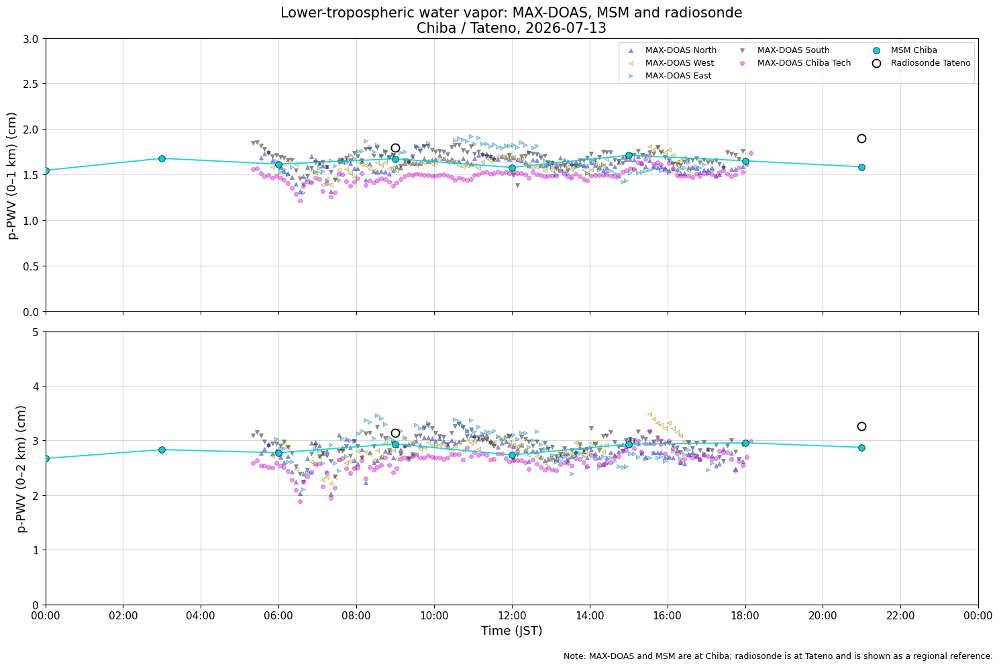 Lower-tropospheric water vapor: MAX-DOAS, MSM and radiosonde
Chiba / Tateno, 2026-07-13
p-PWV (0–1 km) (cm)
3.0
2.5
2.0
1.5
1.0
0.5
0.0
MAX-DOAS North
MAX-DOAS West
MAX-DOAS East
MAX-DOAS South
MAX-DOAS Chiba Tech
MSM Chiba
Radiosonde Tateno
p-PWV (0–2 km) (cm)
5
4
3
2
1
0
00:00 02:00 04:00 06:00 08:00 10:00 12:00 14:00 16:00 18:00 20:00 22:00 00:00
Time (JST)
Note: MAX-DOAS and MSM are at Chiba; radiosonde is at Tateno and is shown as a regional reference.